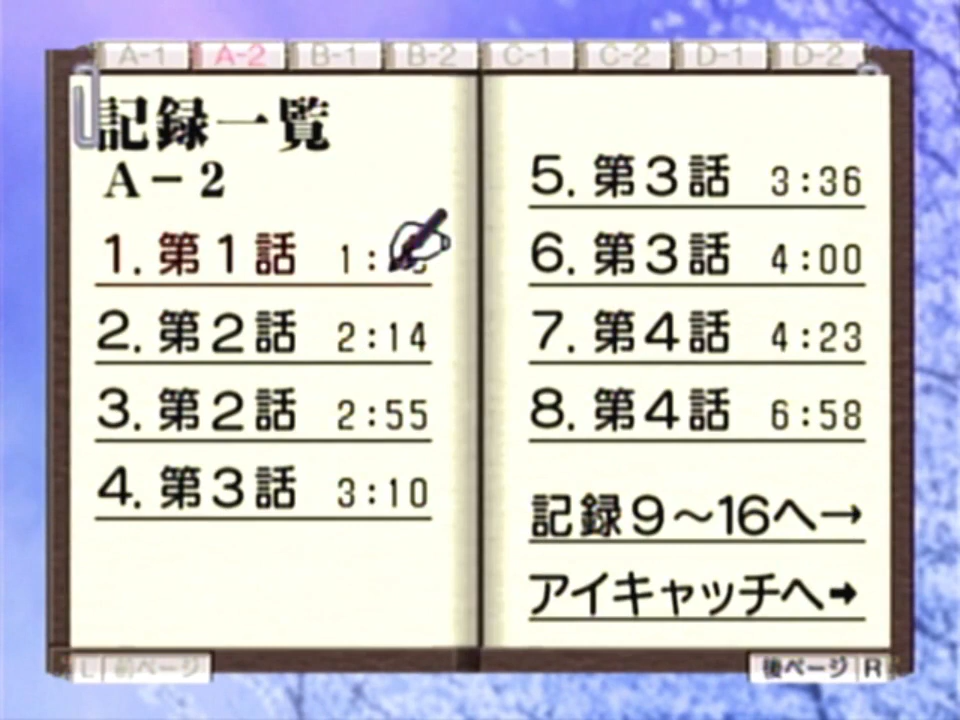 A-1 A-2 B-1 B-2 C-1 C-2 D-1 D-2
記録一覧
A-2
1.第1話 1:
2.第2話 2:14
3.第2話 2:55
4.第3話 3:10
5.第3話 3:36
6.第3話 4:00
7.第4話 4:23
8.第4話 6:58
記録9〜16へ→
アイキャッチへ➡
L 前ページ
後ページ R